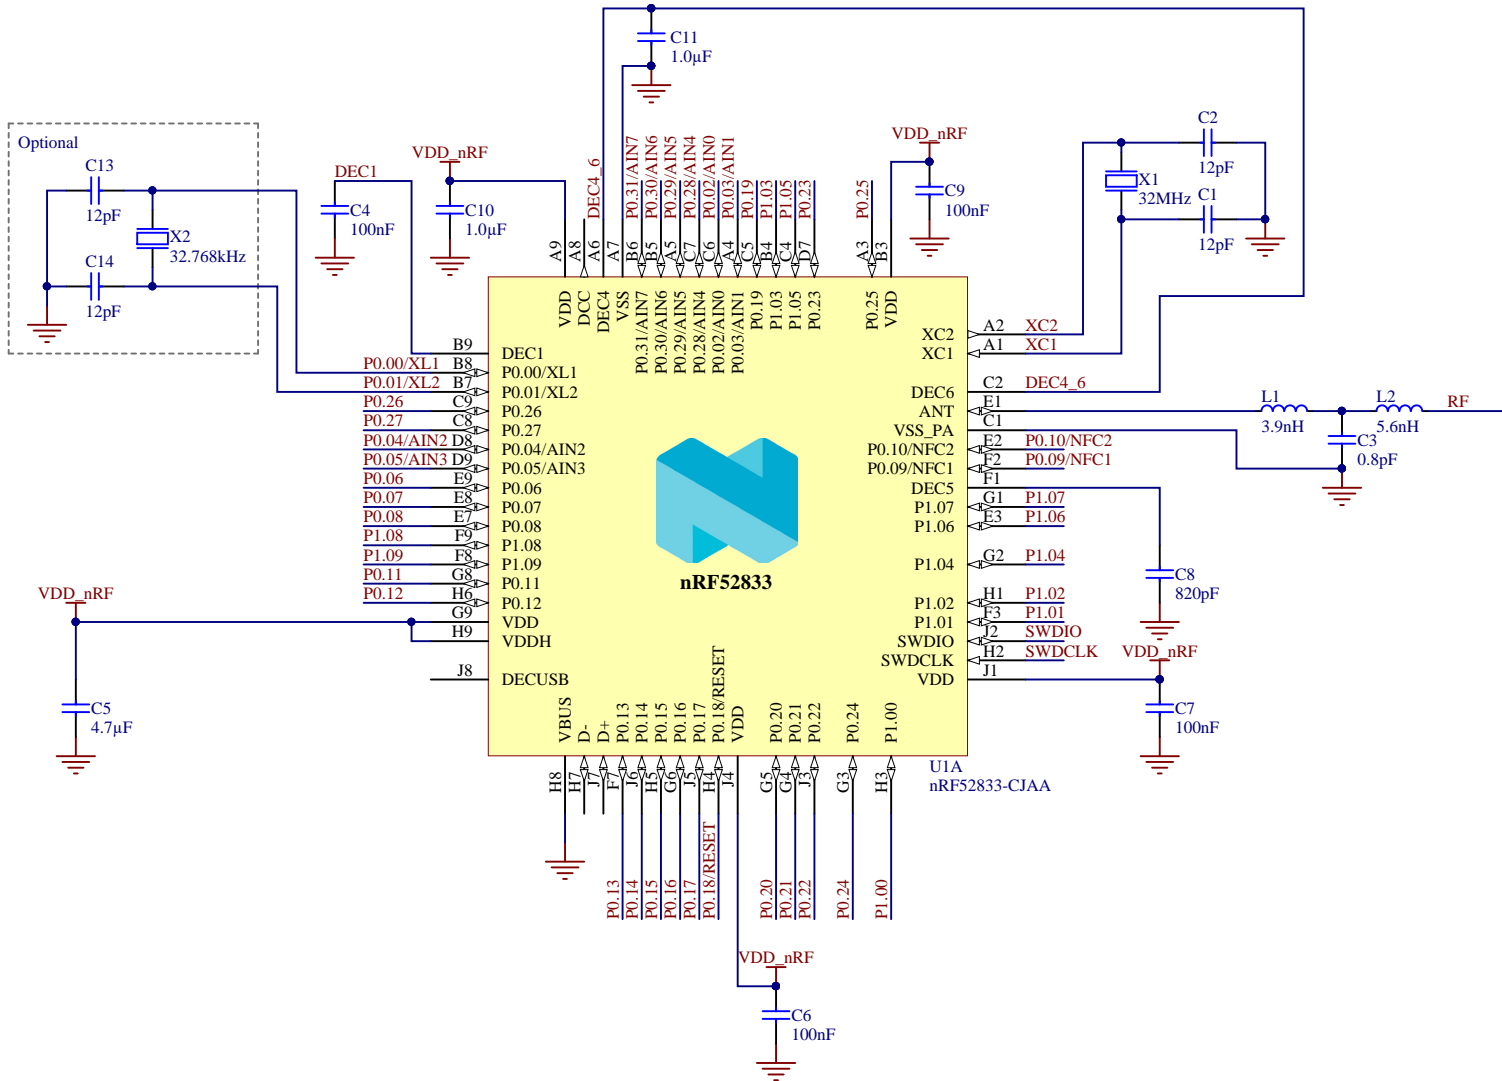 C11
1.0µF
Optional
C13
12pF
X2
32.768kHz
C14
12pF
DEC1
C4
100nF
VDD_nRF
C10
1.0µF
DEC4_6
P0.31/AIN7
P0.30/AIN6
P0.29/AIN5
P0.28/AIN4
P0.02/AIN0
P0.03/AIN1
P0.19
P1.03
P1.05
P0.23
P0.25
VDD_nRF
C9
100nF
C2
12pF
X1
32MHz
C1
12pF
A9
A8
A6
A7
B6
B5
A5
C7
C6
A4
C5
B4
C4
D7
A3
B3
VDD
DCC
DEC4
VSS
P0.31/AIN7
P0.30/AIN6
P0.29/AIN5
P0.28/AIN4
P0.02/AIN0
P0.03/AIN1
P0.19
P1.03
P1.05
P0.23
P0.25
VDD
B9 DEC1
P0.00/XL1 B8 P0.00/XL1
P0.01/XL2 B7 P0.01/XL2
P0.26 C9 P0.26
P0.27 C8 P0.27
P0.04/AIN2 D8 P0.04/AIN2
P0.05/AIN3 D9 P0.05/AIN3
P0.06 E9 P0.06
P0.07 E8 P0.07
P0.08 E7 P0.08
P1.08 F9 P1.08
P1.09 F8 P1.09
P0.11 G8 P0.11
P0.12 H6 P0.12
G9 VDD
H9 VDDH
J8 DECUSB
VDD_nRF
C5
4.7µF
nRF52833
XC2 A2 XC2
XC1 A1 XC1
DEC6 C2 DEC4_6
ANT E1
VSS_PA C1
P0.10/NFC2 E2 P0.10/NFC2
P0.09/NFC1 F2 P0.09/NFC1
DEC5 F1
P1.07 G1 P1.07
P1.06 E3 P1.06
P1.04 G2 P1.04
P1.02 H1 P1.02
P1.01 F3 P1.01
SWDIO J2 SWDIO
SWDCLK H2 SWDCLK
VDD J1
L1
3.9nH
L2
5.6nH
RF
C3
0.8pF
C8
820pF
VDD_nRF
C7
100nF
VBUS
D-
D+
P0.13
P0.14
P0.15
P0.16
P0.17
P0.18/RESET
VDD
P0.20
P0.21
P0.22
P0.24
P1.00
U1A
nRF52833-CJAA
H8
H7
J7
F7
J6
H5
G6
J5
H4
J4
G5
G4
J3
G3
H3
P0.13
P0.14
P0.15
P0.16
P0.17
P0.18/RESET
P0.20
P0.21
P0.22
P0.24
P1.00
VDD_nRF
C6
100nF